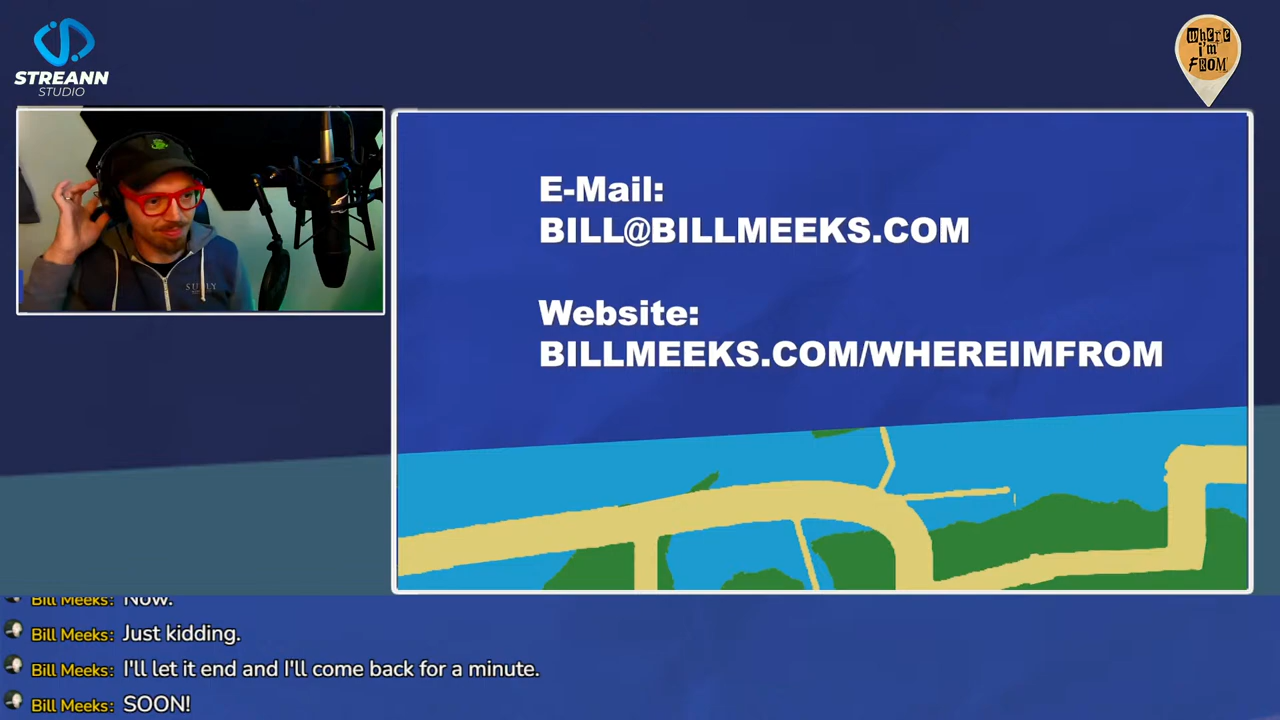 STREANN
STUDIO
where
i'm
FROM
E-Mail:
BILL@BILLMEEKS.COM
Website:
BILLMEEKS.COM/WHEREIMFROM
Bill Meeks: Now.
Bill Meeks: Just kidding.
Bill Meeks: I'll let it end and I'll come back for a minute.
Bill Meeks: SOON!